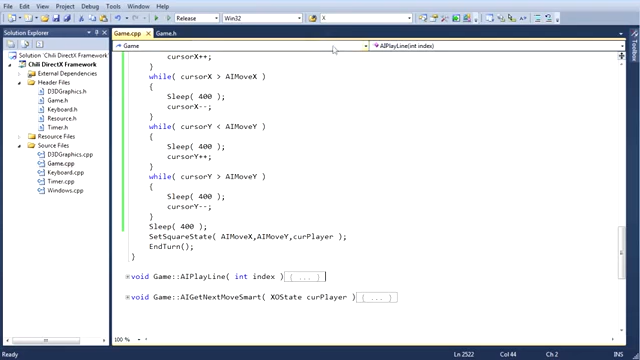 File Edit View Project Debug Tools Window Help
Release Win32 X
Solution Explorer
Game.cpp Game.h
Game
AIPlayLine(int index)
Toolbox
Solution 'Chili DirectX Framework'
Chili DirectX Framework
External Dependencies
Header Files
D3DGraphics.h
Game.h
Keyboard.h
Resource.h
Timer.h
Resource Files
Source Files
D3DGraphics.cpp
Game.cpp
Keyboard.cpp
Timer.cpp
Windows.cpp
cursorX++;
}
while( cursorX > AIMoveX )
{
Sleep( 400 );
cursorX--;
}
while( cursorY < AIMoveY )
{
Sleep( 400 );
cursorY++;
}
while( cursorY > AIMoveY )
{
Sleep( 400 );
cursorY--;
}
Sleep( 400 );
SetSquareState( AIMoveX,AIMoveY,curPlayer );
EndTurn();
}
void Game::AIPlayLine( int index ){ ... }
void Game::AIGetNextMoveSmart( XOState curPlayer ){ ... }
100 %
Ln 2522 Col 44 Ch 2